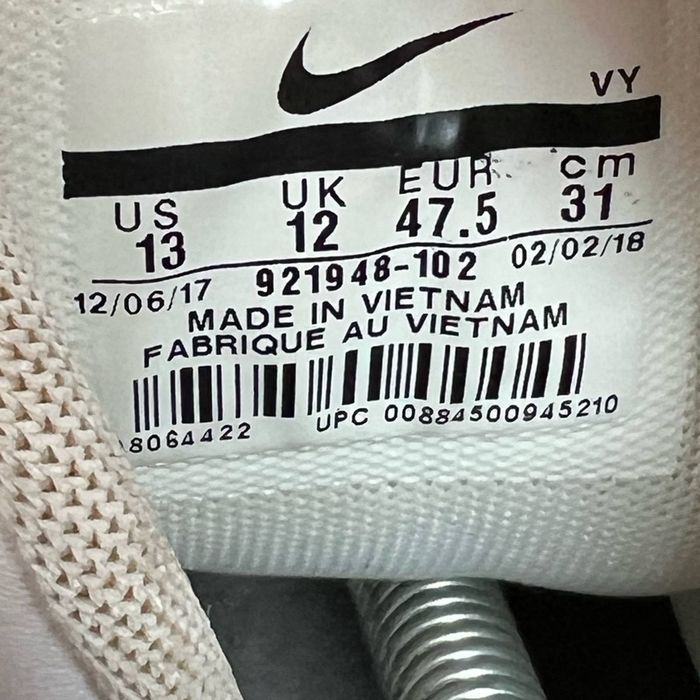 VY
US UK EUR cm
13 12 47.5 31
12/06/17 921948-102 02/02/18
MADE IN VIETNAM
FABRIQUE AU VIETNAM
8064422 UPC 00884500945210